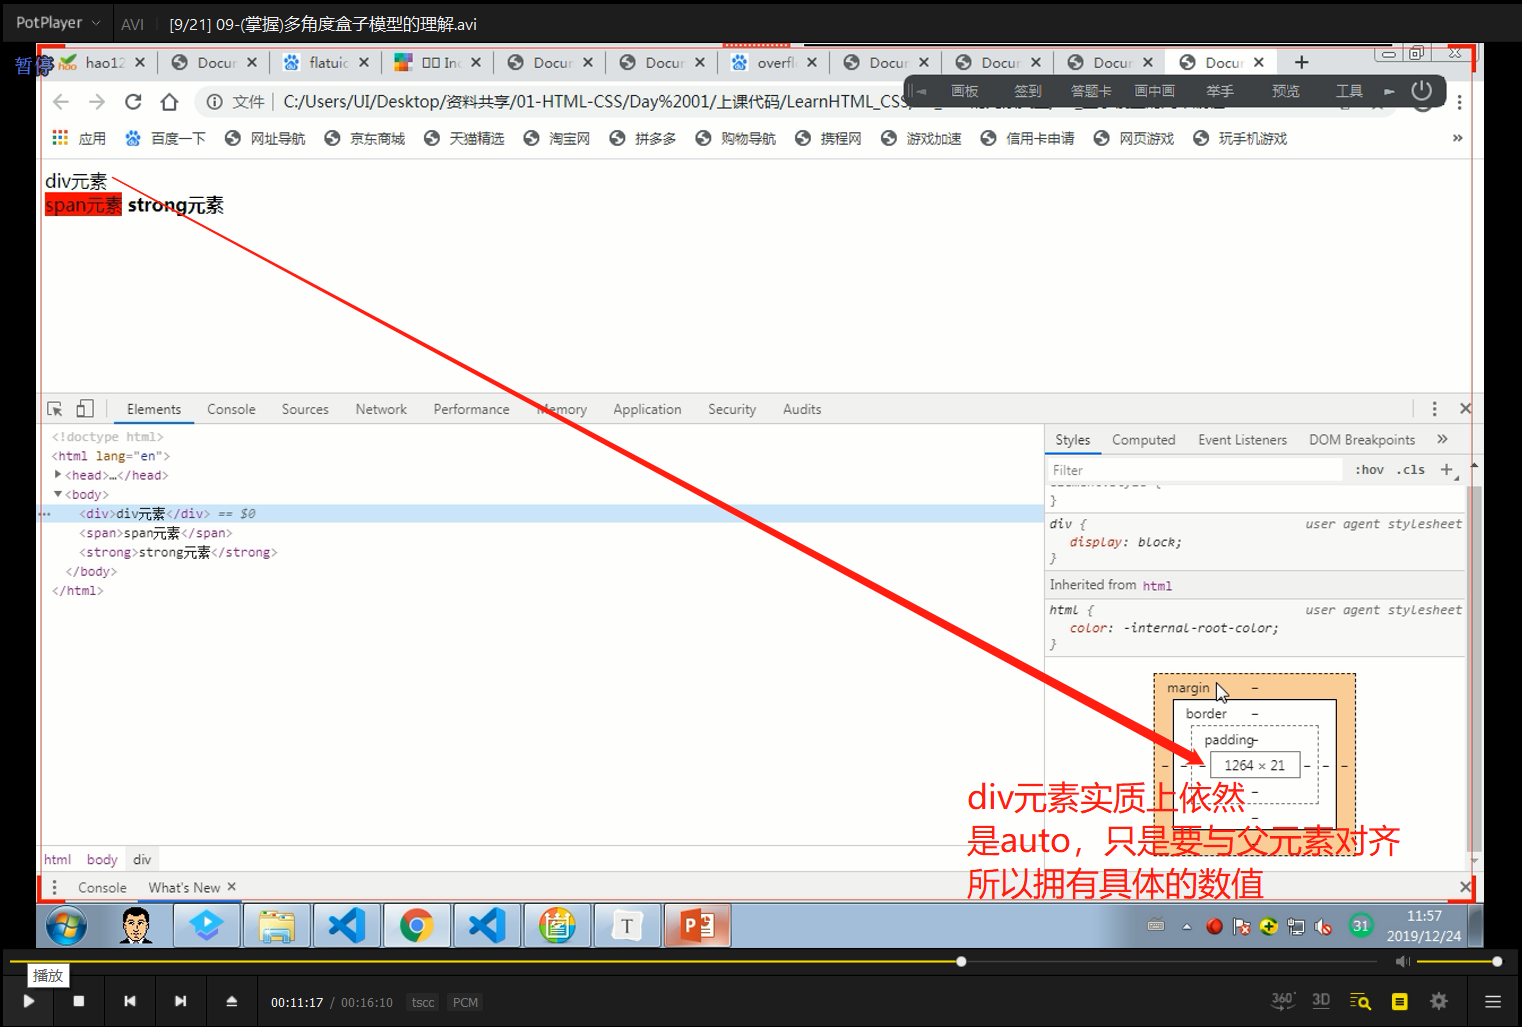 PotPlayer AVI [9/21] 09-(掌握)多角度盒子模型的理解.avi
暂停
hao12 Docur Docur flatuic Inc Docur Docur overfl Docur Docur Docur Docur
文件 C:/Users/UI/Desktop/资料共享/01-HTML-CSS/Day%2001/上课代码/LearnHTML_CSS/
画板 签到 答题卡 画中画 举手 预览 工具
应用 百度一下 网址导航 京东商城 天猫精选 淘宝网 拼多多 购物导航 携程网 游戏加速 信用卡申请 网页游戏 玩手机游戏 »
div元素
span元素 strong元素
Elements Console Sources Network Performance Memory Application Security Audits
<!doctype html>
<html lang="en">
<head>…</head>
<body>
<div>div元素</div> == $0
<span>span元素</span>
<strong>strong元素</strong>
</body>
</html>
Styles Computed Event Listeners DOM Breakpoints »
Filter :hov .cls +
}
div { user agent stylesheet
display: block;
}
Inherited from html
html { user agent stylesheet
color: -internal-root-color;
}
margin –
border –
padding –
– – – 1264 × 21 – – –
–
–
div元素实质上依然
是auto，只是要与父元素对齐
所以拥有具体的数值
html body div
Console What's New
T
31
11:57
2019/12/24
播放
00:11:17 / 00:16:10 tscc PCM
360° 3D